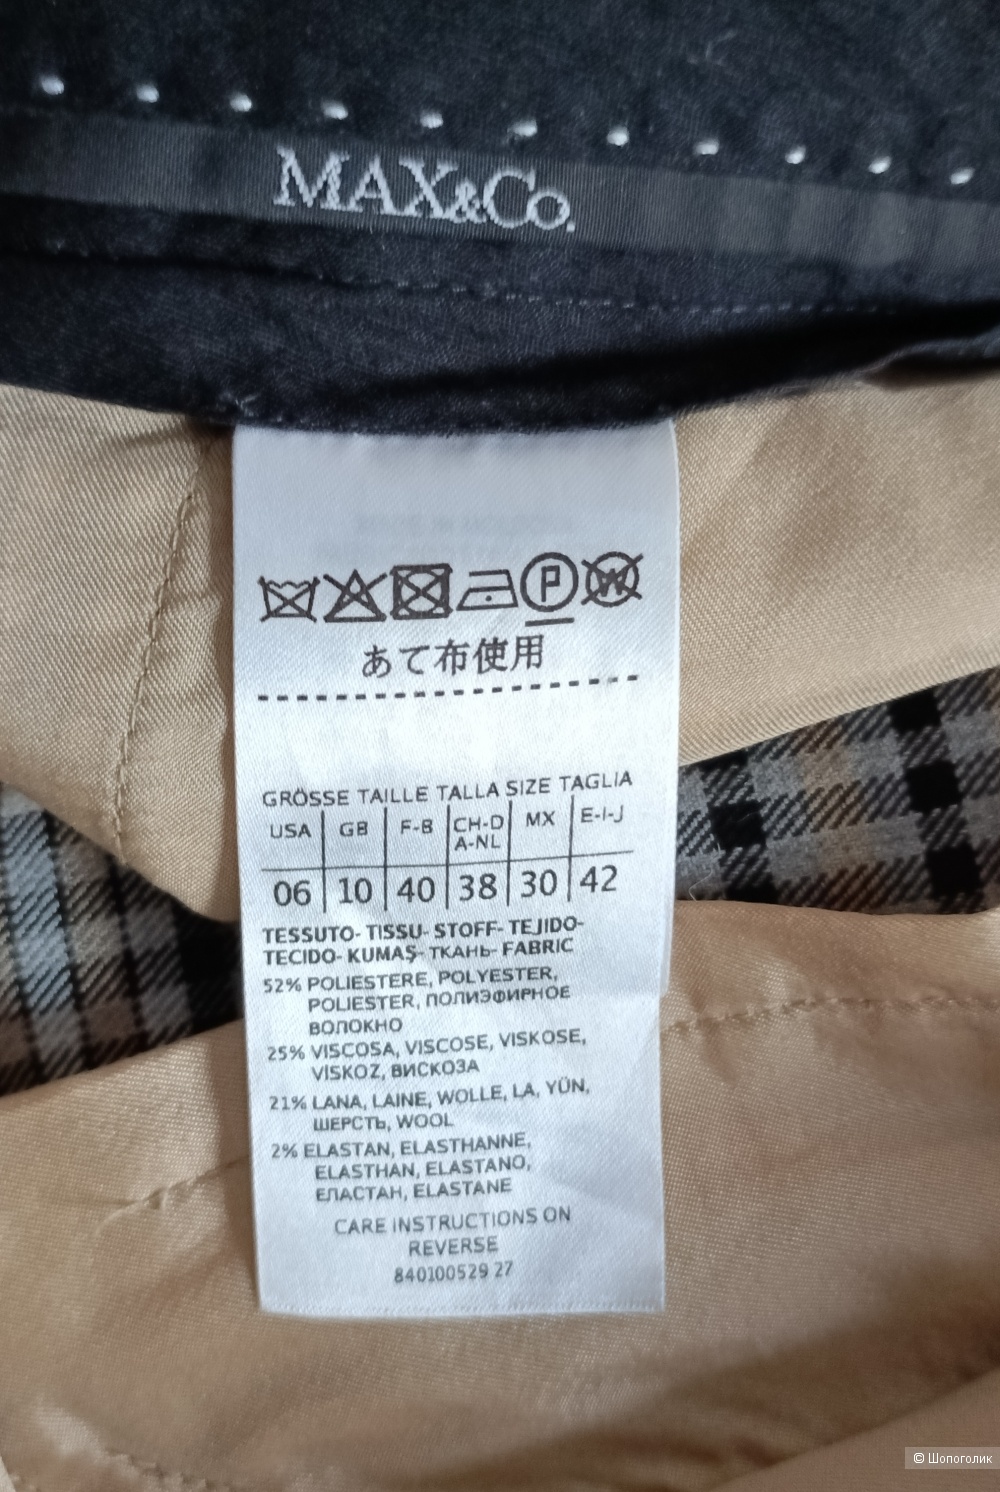 MAX&Co.
P W
あて布使用
GRÖSSE TAILLE TALLA SIZE TAGLIA
USA GB F-B CH-D A-NL MX E-I-J
06 10 40 38 30 42
TESSUTO- TISSU- STOFF- TEJIDO-
TECIDO- KUMAŞ- ТКАНЬ- FABRIC
52% POLIESTERE, POLYESTER,
POLIESTER, ПОЛИЭФИРНОЕ
ВОЛОКНО
25% VISCOSA, VISCOSE, VISKOSE,
VISKOZ, ВИСКОЗА
21% LANA, LAINE, WOLLE, LA, YÜN,
ШЕРСТЬ, WOOL
2% ELASTAN, ELASTHANNE,
ELASTHAN, ELASTANO,
ЕЛАСТАН, ELASTANE
CARE INSTRUCTIONS ON
REVERSE
840100529 27
© Шопоголик